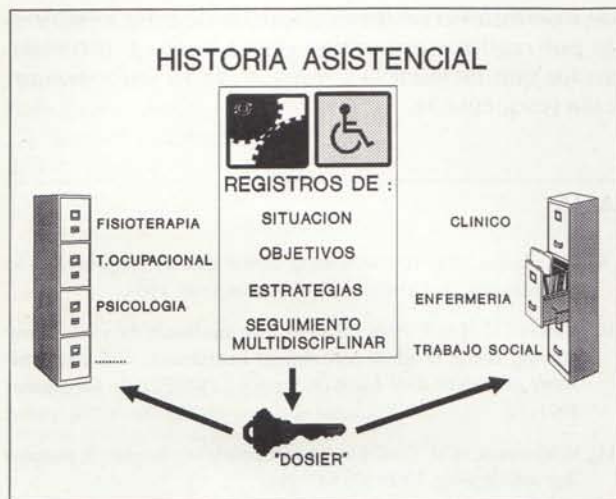 HISTORIA ASISTENCIAL
REGISTROS DE :
SITUACION
OBJETIVOS
ESTRATEGIAS
SEGUIMIENTO
MULTIDISCIPLINAR
FISIOTERAPIA
T.OCUPACIONAL
PSICOLOGIA
........
CLINICO
ENFERMERIA
TRABAJO SOCIAL
"DOSIER"